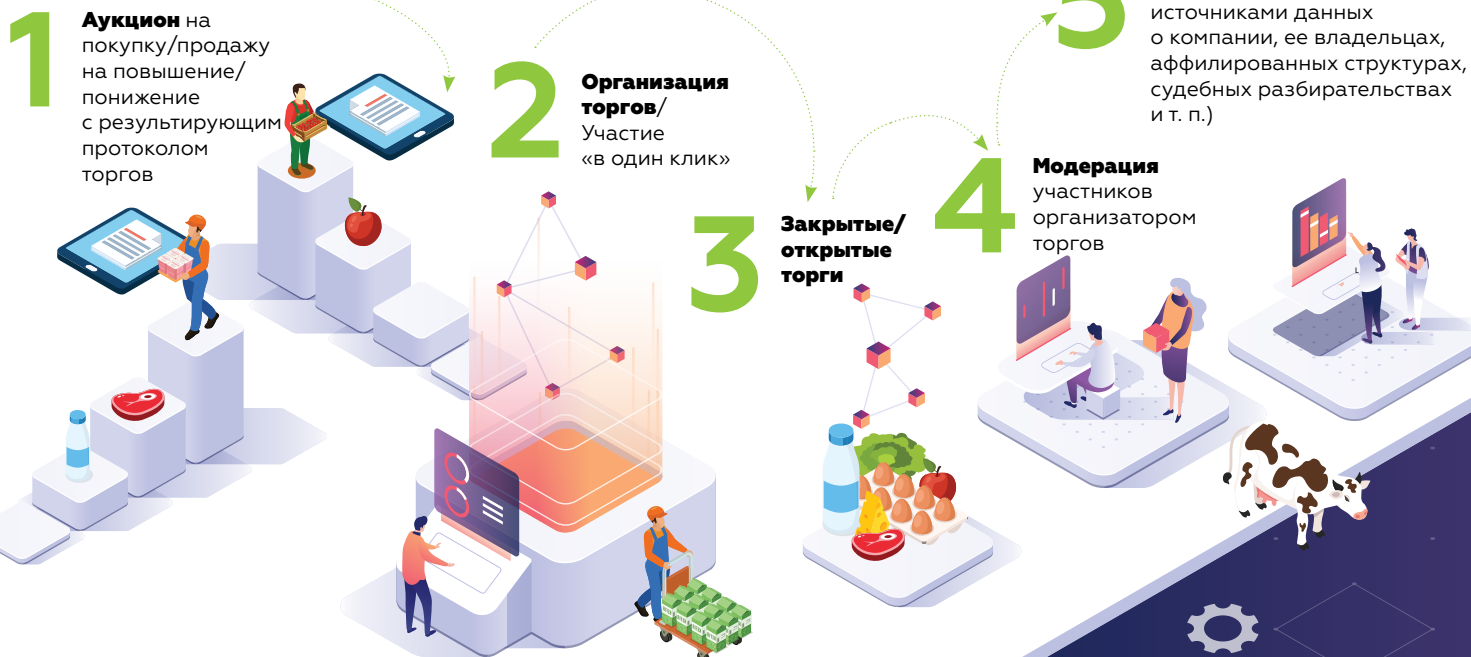 1
Аукцион на
покупку/продажу
на повышение/
понижение
с результирующим
протоколом
торгов
2
Организация
торгов/
Участие
«в один клик»
3
Закрытые/
открытые
торги
4
Модерация
участников
организатором
торгов
источниками данных
о компании, ее владельцах,
аффилированных структурах,
судебных разбирательствах
и т. п.)